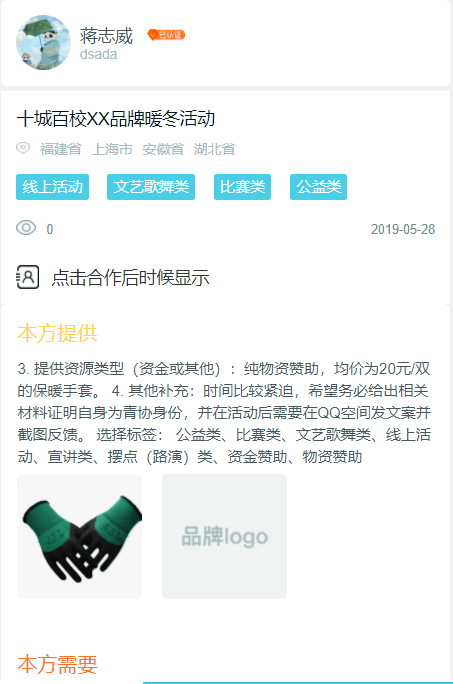 蒋志威 已认证
dsada
十城百校XX品牌暖冬活动
福建省 上海市 安徽省 湖北省
线上活动 文艺歌舞类 比赛类 公益类
0 2019-05-28
点击合作后时候显示
本方提供
3. 提供资源类型（资金或其他）：纯物资赞助，均价为20元/双
的保暖手套。 4. 其他补充：时间比较紧迫，希望务必给出相关
材料证明自身为青协身份，并在活动后需要在QQ空间发文案并
截图反馈。 选择标签： 公益类、比赛类、文艺歌舞类、线上活
动、宣讲类、摆点（路演）类、资金赞助、物资赞助
品牌logo
本方需要